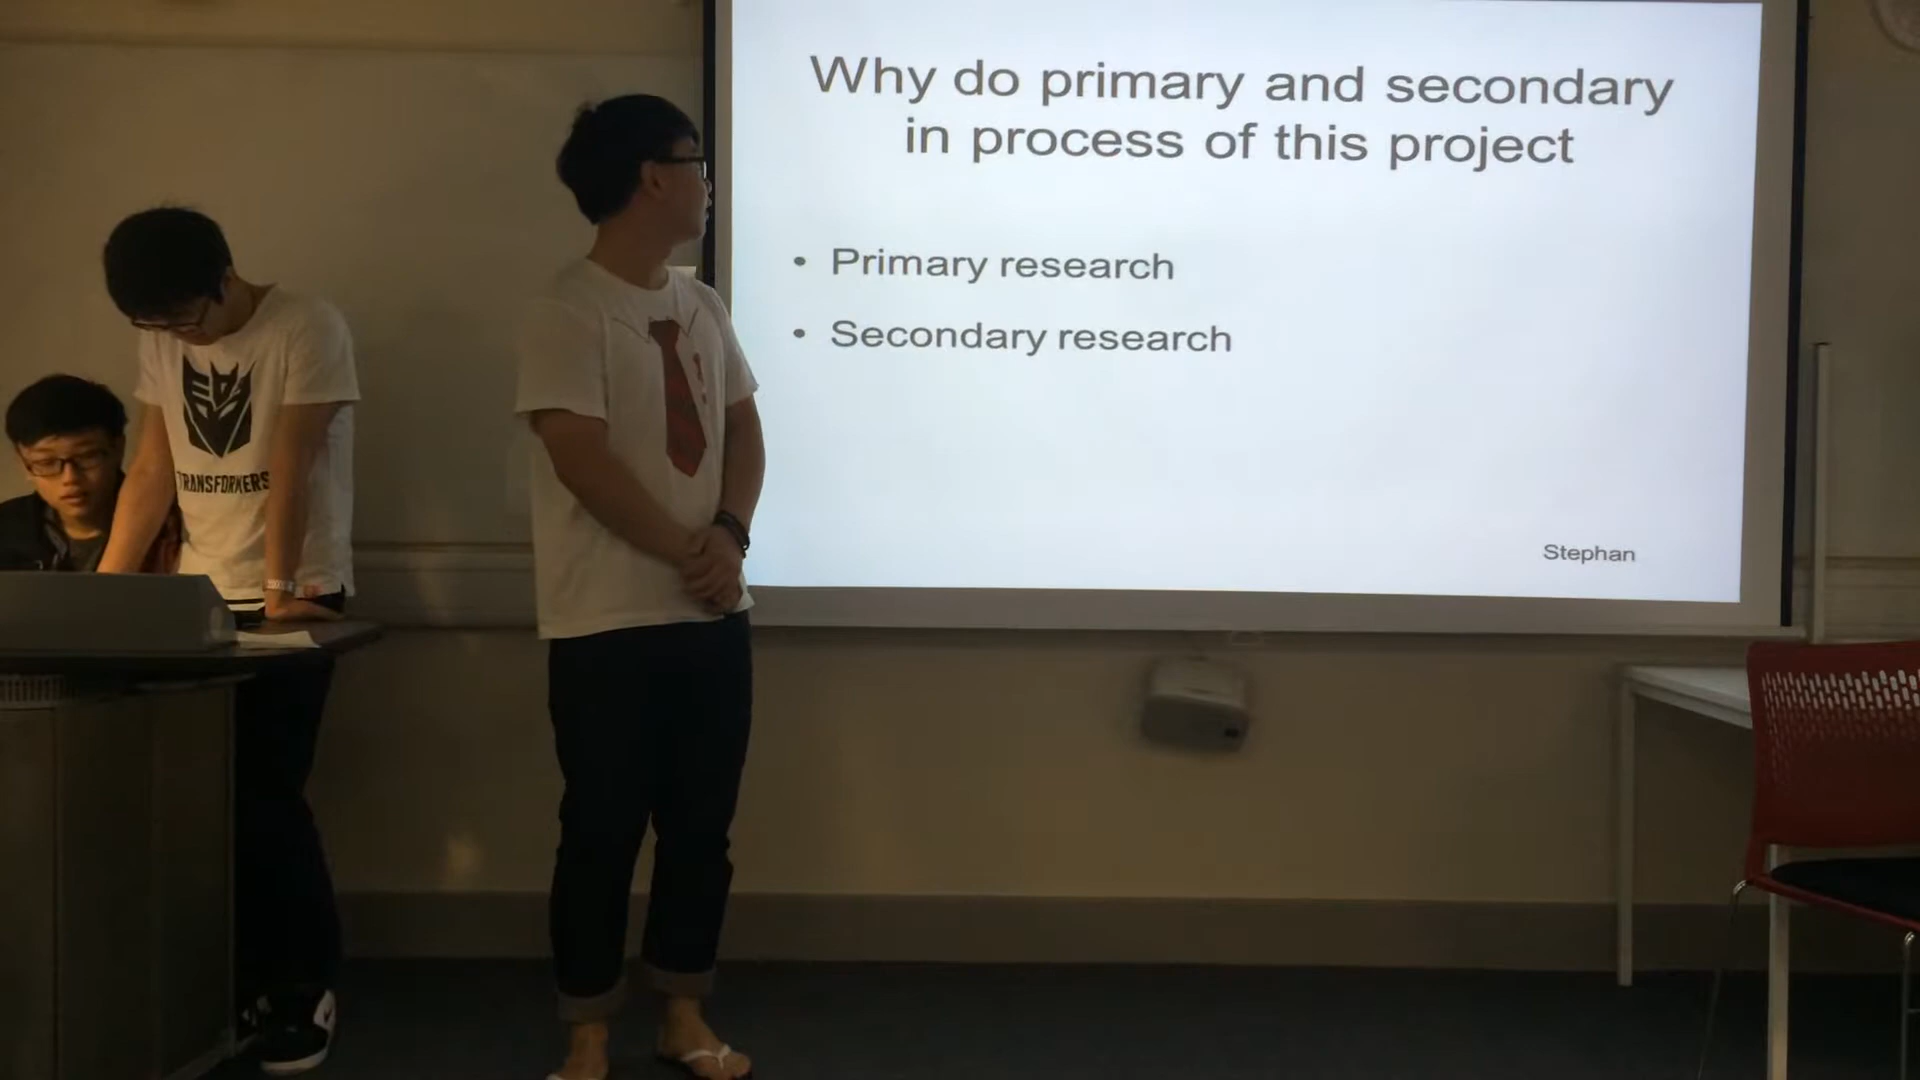 Why do primary and secondary
in process of this project
• Primary research
• Secondary research
Stephan
TRANSFORMERS